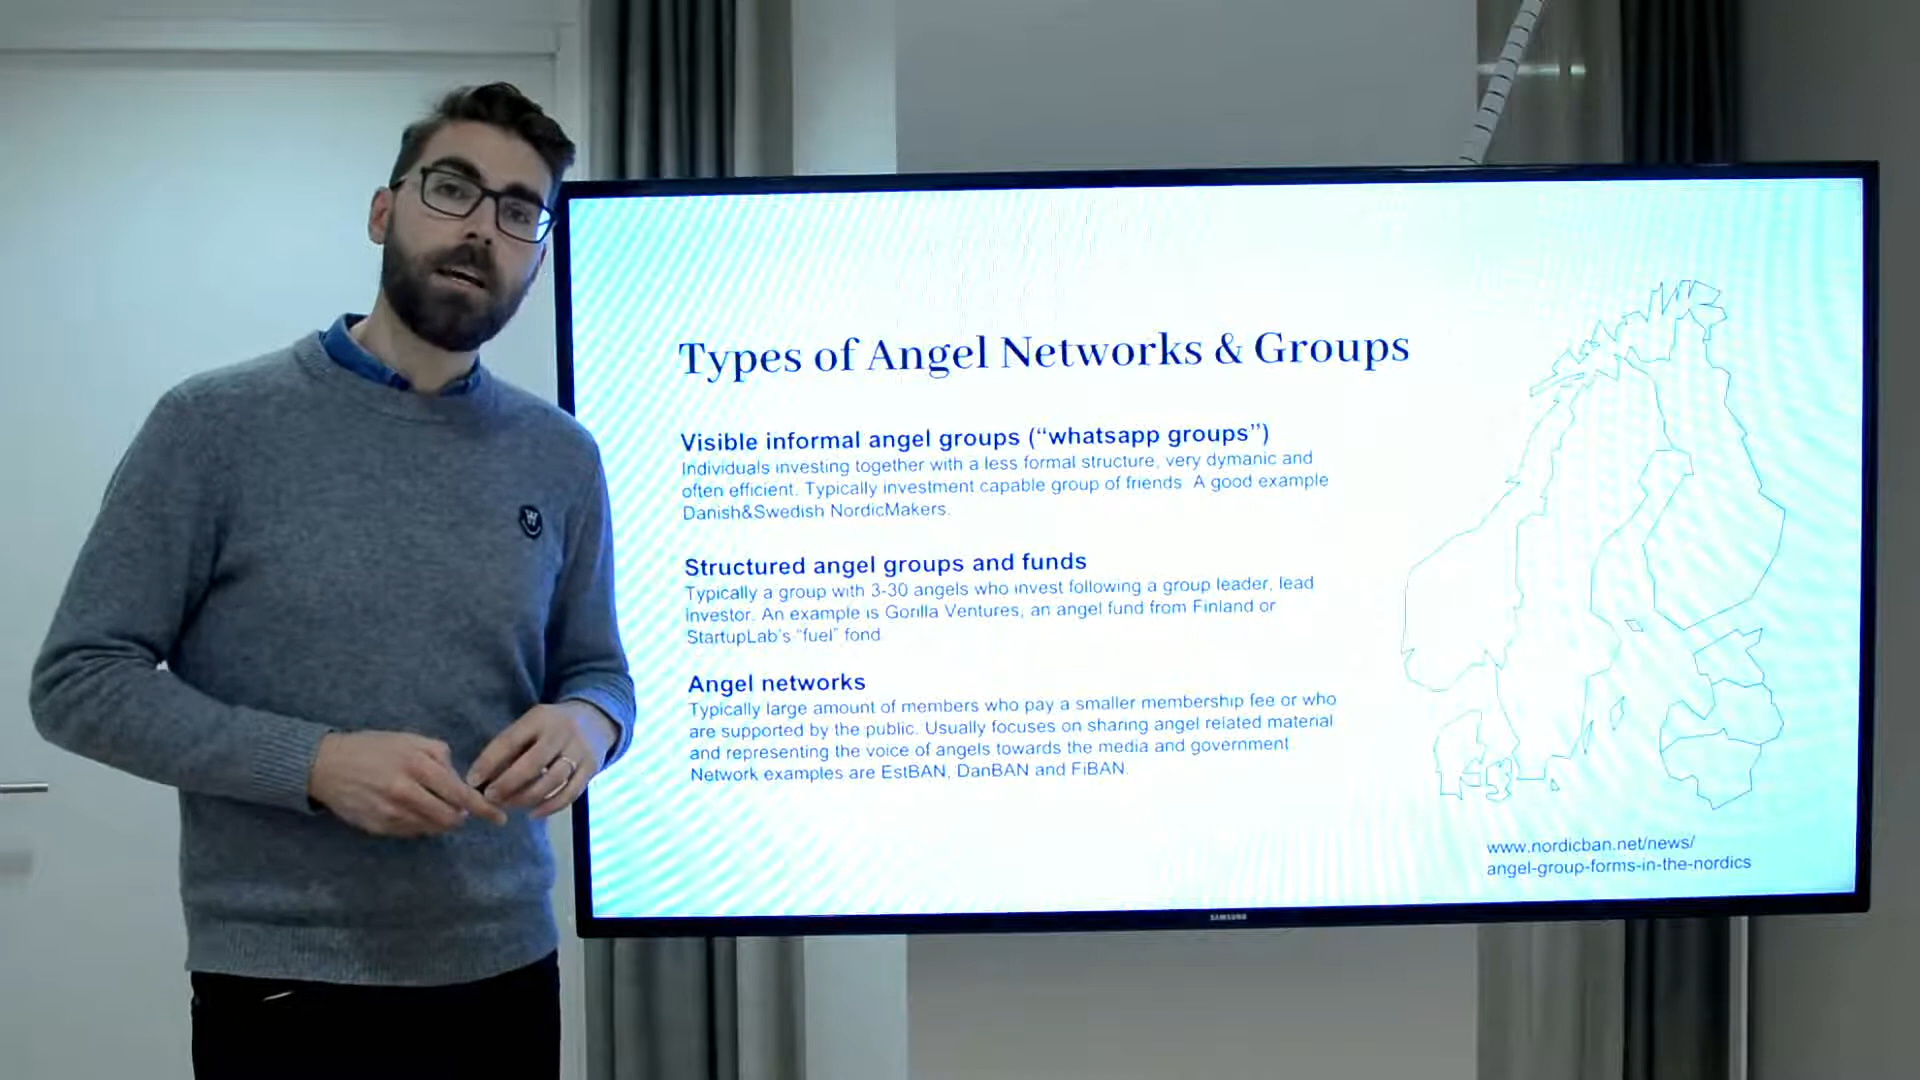 Types of Angel Networks & Groups
Visible informal angel groups (“whatsapp groups”)
Individuals investing together with a less formal structure, very dymanic and
often efficient. Typically investment capable group of friends. A good example
Danish&Swedish NordicMakers.
Structured angel groups and funds
Typically a group with 3-30 angels who invest following a group leader, lead
investor. An example is Gorilla Ventures, an angel fund from Finland or
StartupLab's “fuel” fond.
Angel networks
Typically large amount of members who pay a smaller membership fee or who
are supported by the public. Usually focuses on sharing angel related material
and representing the voice of angels towards the media and government
Network examples are EstBAN, DanBAN and FiBAN.
www.nordicban.net/news/
angel-group-forms-in-the-nordics
SAMSUNG
W